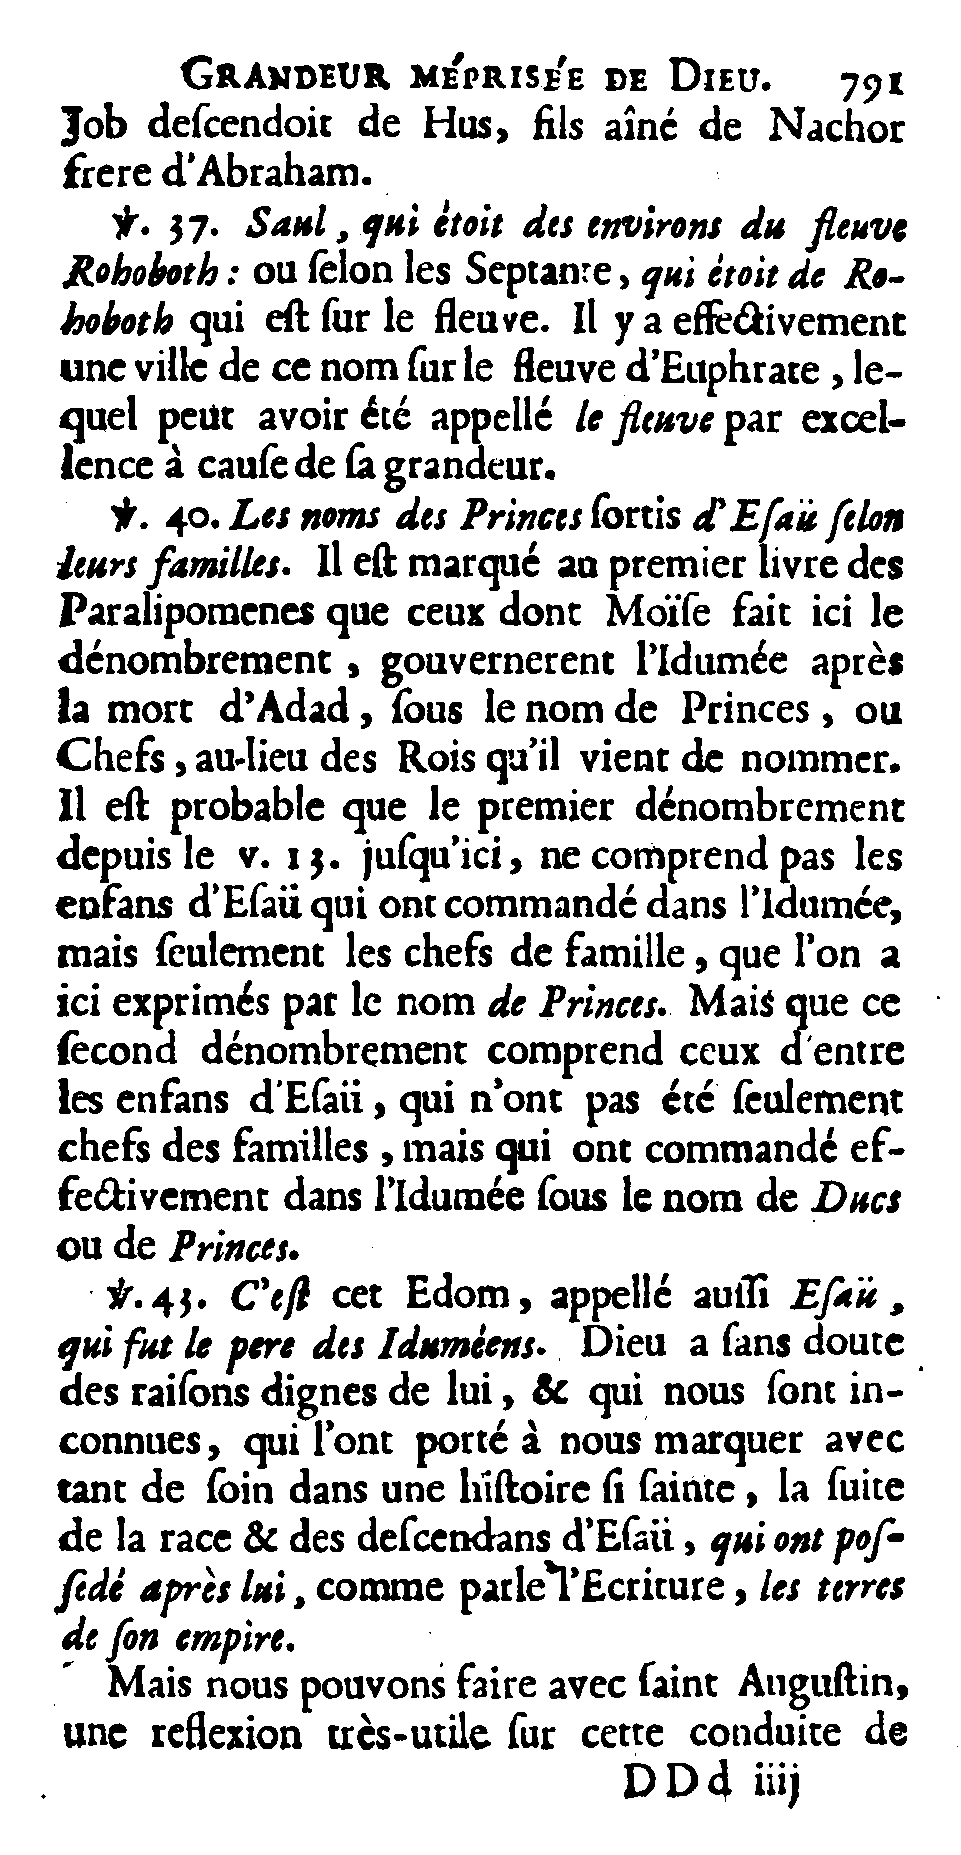 GRANDEUR MÉPRISÉE DE DIEU. 791
Job deſcendoit de Hus, fils aîné de Nachor
frere d'Abraham.
℣. 37. Saul, qui étoit des environs du fleuve
Rohoboth : ou ſelon les Septante, qui étoit de Ro-
hoboth qui eſt ſur le fleuve. Il y a effectivement
une ville de ce nom ſur le fleuve d'Euphrate, le-
quel peut avoir été appellé le fleuve par excel-
lence à cauſe de ſa grandeur.
℣. 40. Les noms des Princes ſortis d'Eſaü ſelon
leurs familles. Il eſt marqué au premier livre des
Paralipomenes que ceux dont Moïſe fait ici le
dénombrement, gouvernerent l'Idumée après
la mort d'Adad, ſous le nom de Princes, ou
Chefs, au-lieu des Rois qu'il vient de nommer.
Il eſt probable que le premier dénombrement
depuis le v. 13. juſqu'ici, ne comprend pas les
enfans d'Eſaü qui ont commandé dans l'Idumée,
mais ſeulement les chefs de famille, que l'on a
ici exprimés par le nom de Princes. Mais que ce
ſecond dénombrement comprend ceux d'entre
les enfans d'Eſaü, qui n'ont pas été ſeulement
chefs des familles, mais qui ont commandé ef-
fectivement dans l'Idumée ſous le nom de Ducs
ou de Princes.
℣. 43. C'eſt cet Edom, appellé auſſi Eſaü,
qui fut le pere des Iduméens. Dieu a ſans doute
des raiſons dignes de lui, & qui nous ſont in-
connues, qui l'ont porté à nous marquer avec
tant de ſoin dans une hiſtoire ſi ſainte, la ſuite
de la race & des deſcendans d'Eſaü, qui ont poſ-
ſedé après lui, comme parle l'Ecriture, les terres
de ſon empire.
Mais nous pouvons faire avec ſaint Auguſtin,
une reflexion très-utile ſur cette conduite de
DDd iiij